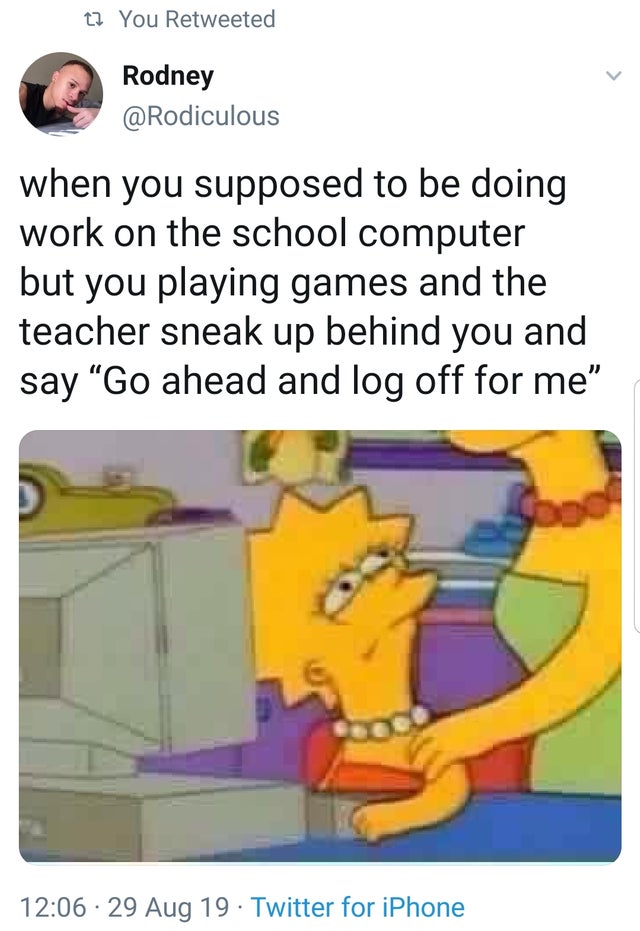 You Retweeted
Rodney
@Rodiculous
when you supposed to be doing
work on the school computer
but you playing games and the
teacher sneak up behind you and
say “Go ahead and log off for me”
12:06 · 29 Aug 19 · Twitter for iPhone